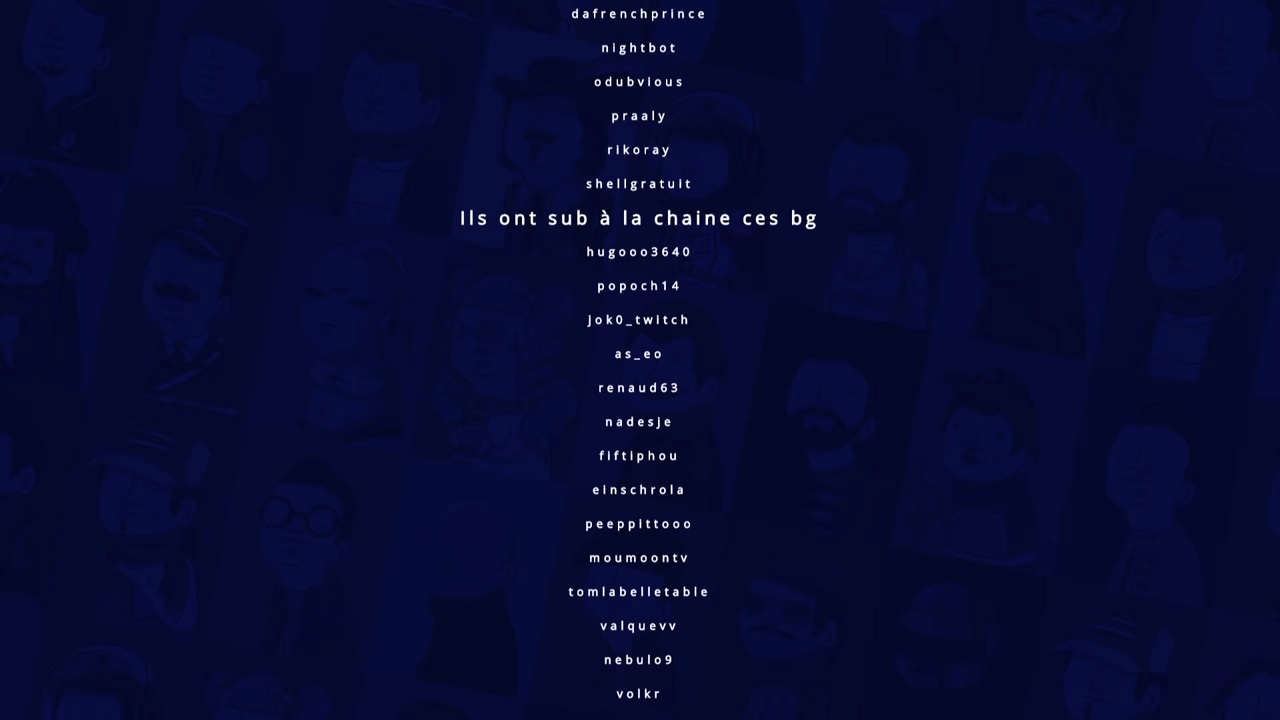 dafrenchprince
nightbot
odubvious
praaly
rikoray
shellgratuit
Ils ont sub à la chaine ces bg
hugooo3640
popoch14
jok0_twitch
as_eo
renaud63
nadesje
fiftiphou
einschrola
peeppittooo
moumoontv
tomlabelletable
valquevv
nebulo9
volkr